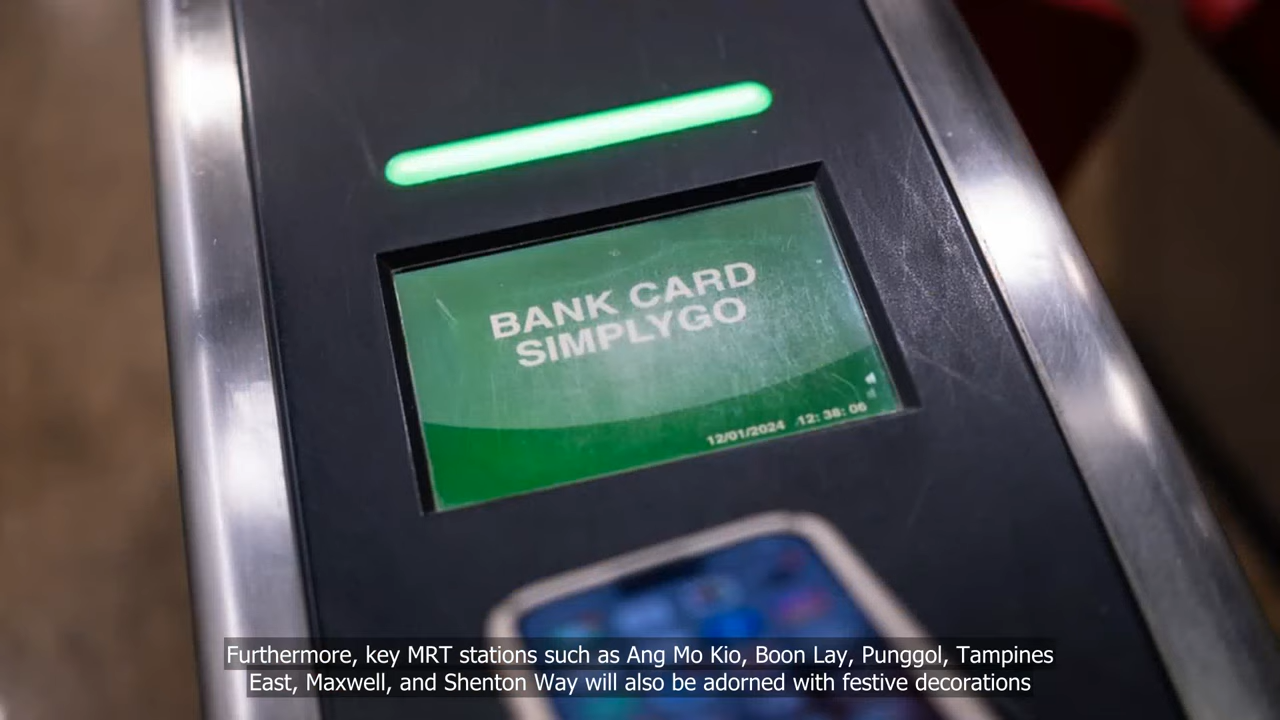 BANK CARD
SIMPLYGO
12/01/2024 12:38:06
Furthermore, key MRT stations such as Ang Mo Kio, Boon Lay, Punggol, Tampines
East, Maxwell, and Shenton Way will also be adorned with festive decorations